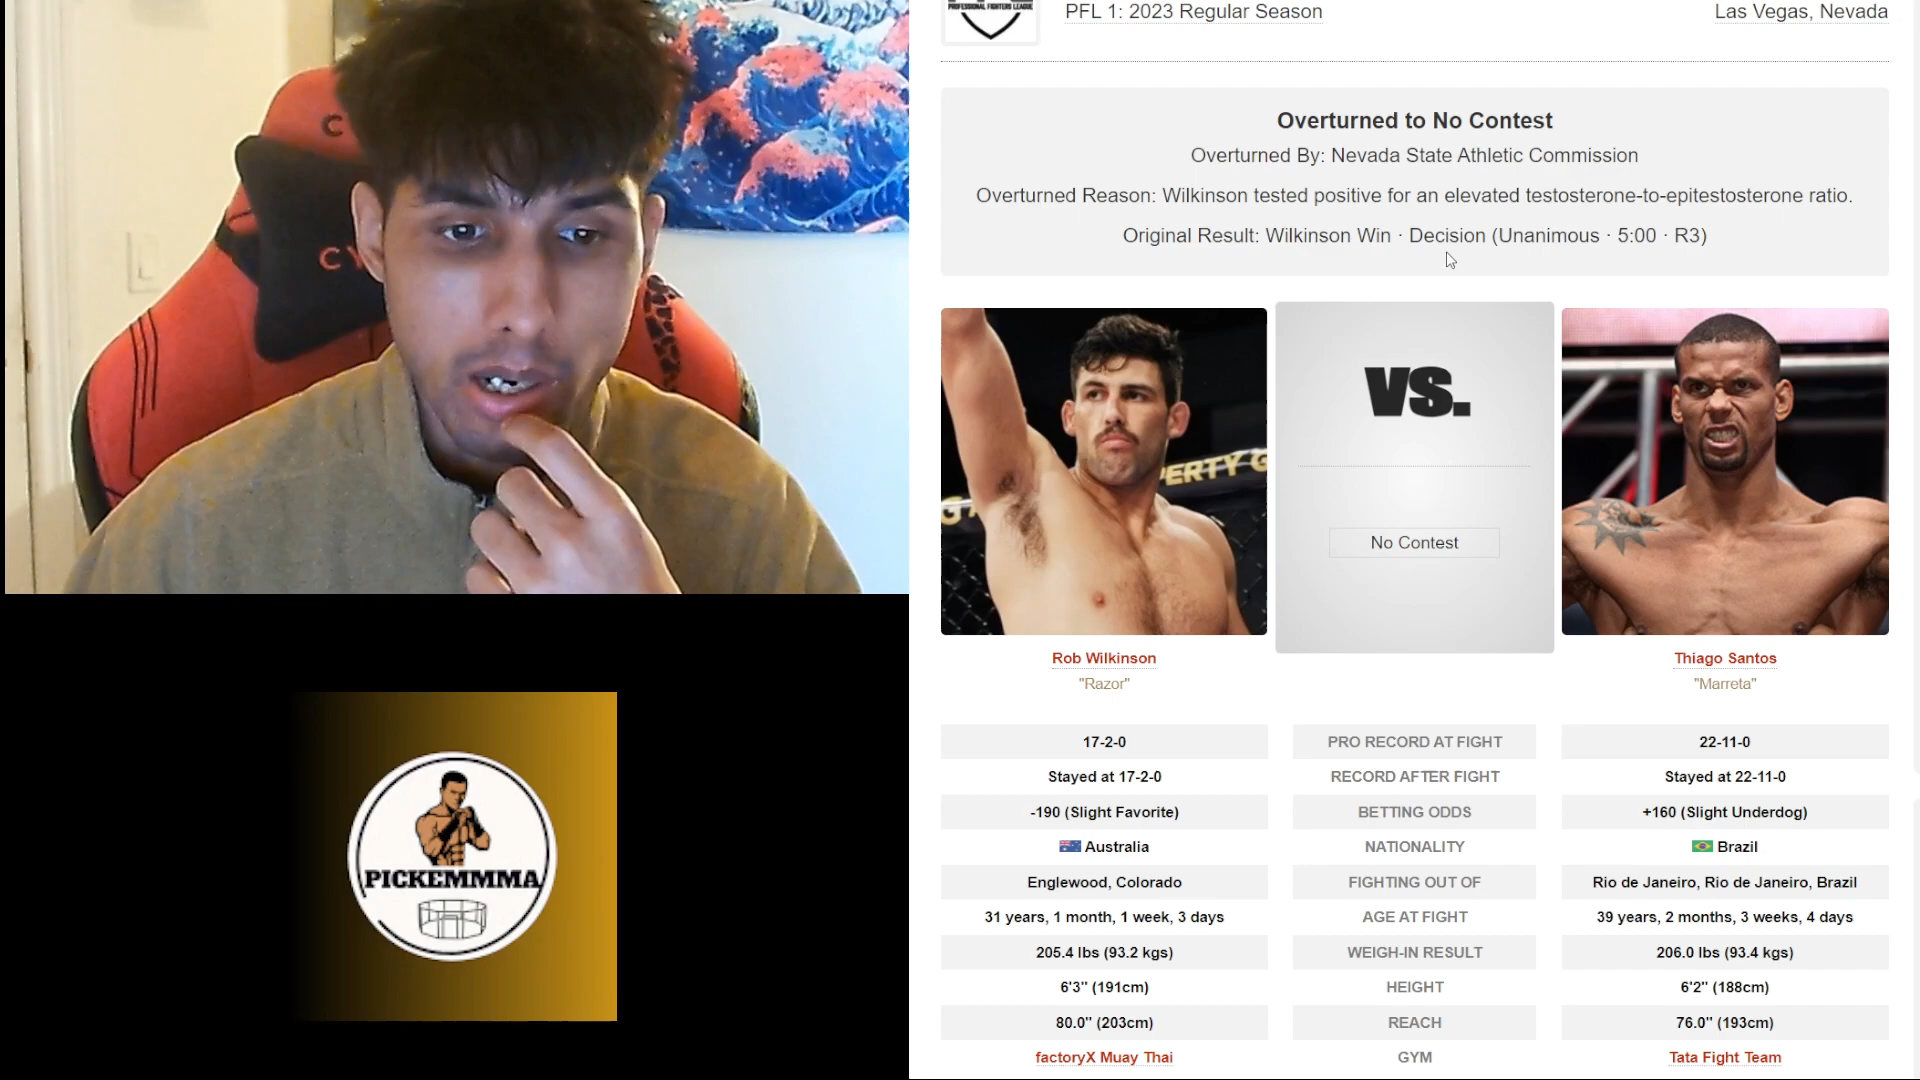 C
CY
PICKEMMMA
PROFESSIONAL FIGHTERS LEAGUE
PFL 1: 2023 Regular Season
Las Vegas, Nevada
Overturned to No Contest
Overturned By: Nevada State Athletic Commission
Overturned Reason: Wilkinson tested positive for an elevated testosterone-to-epitestosterone ratio.
Original Result: Wilkinson Win · Decision (Unanimous · 5:00 · R3)
PERTY G
VS.
No Contest
Rob Wilkinson
Thiago Santos
"Razor"
"Marreta"
17-2-0 PRO RECORD AT FIGHT 22-11-0
Stayed at 17-2-0 RECORD AFTER FIGHT Stayed at 22-11-0
-190 (Slight Favorite) BETTING ODDS +160 (Slight Underdog)
Australia NATIONALITY Brazil
Englewood, Colorado FIGHTING OUT OF Rio de Janeiro, Rio de Janeiro, Brazil
31 years, 1 month, 1 week, 3 days AGE AT FIGHT 39 years, 2 months, 3 weeks, 4 days
205.4 lbs (93.2 kgs) WEIGH-IN RESULT 206.0 lbs (93.4 kgs)
6'3" (191cm) HEIGHT 6'2" (188cm)
80.0" (203cm) REACH 76.0" (193cm)
factoryX Muay Thai GYM Tata Fight Team